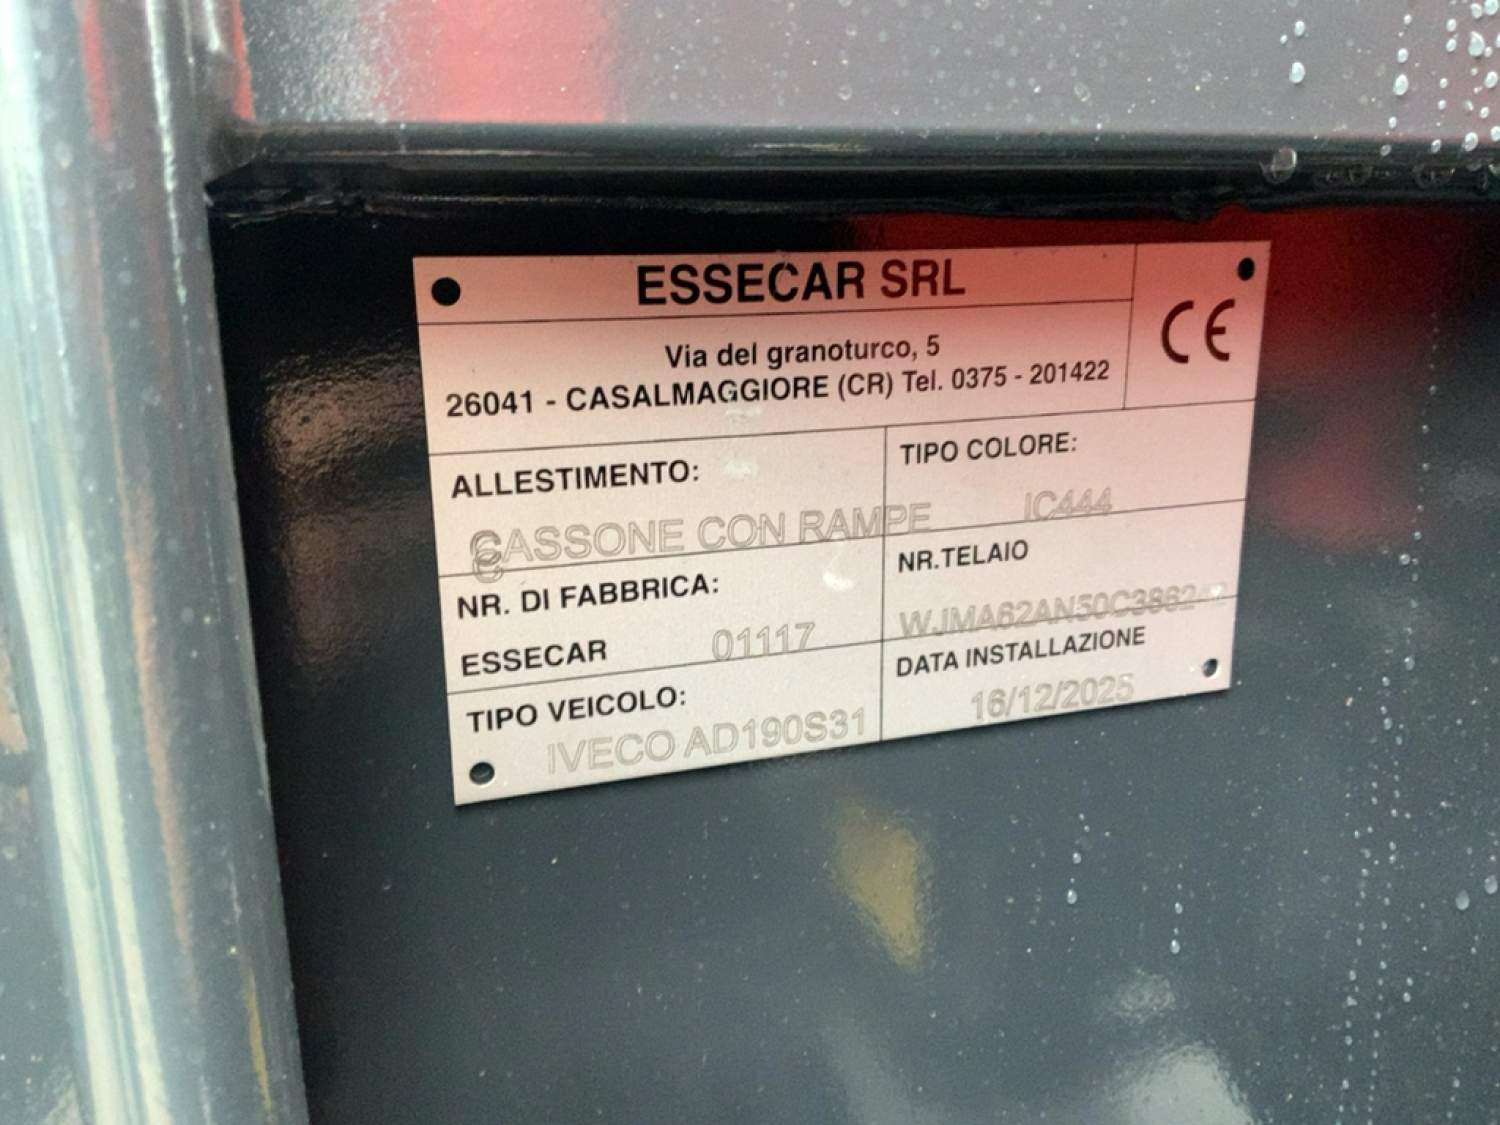 ESSECAR SRL
CE
Via del granoturco, 5
26041 - CASALMAGGIORE (CR) Tel. 0375 - 201422
ALLESTIMENTO:
CASSONE CON RAMPE
TIPO COLORE:
IC444
NR. DI FABBRICA:
ESSECAR 01117
NR.TELAIO
TIPO VEICOLO:
IVECO AD190S31
DATA INSTALLAZIONE
16/12/2025